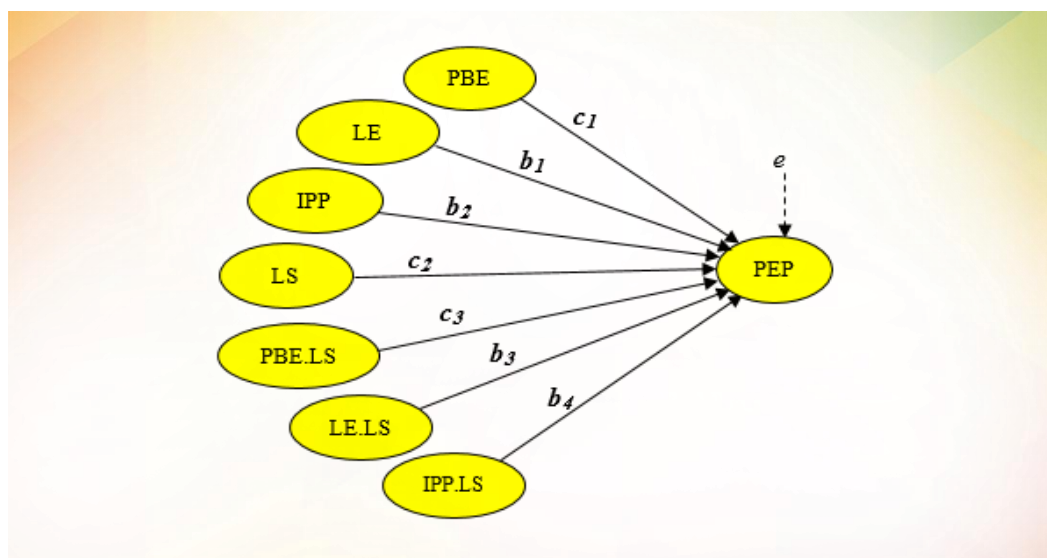 PBE
c1
LE
b1
e
IPP
b2
LS
c2
PEP
c3
PBE.LS
b3
LE.LS
b4
IPP.LS